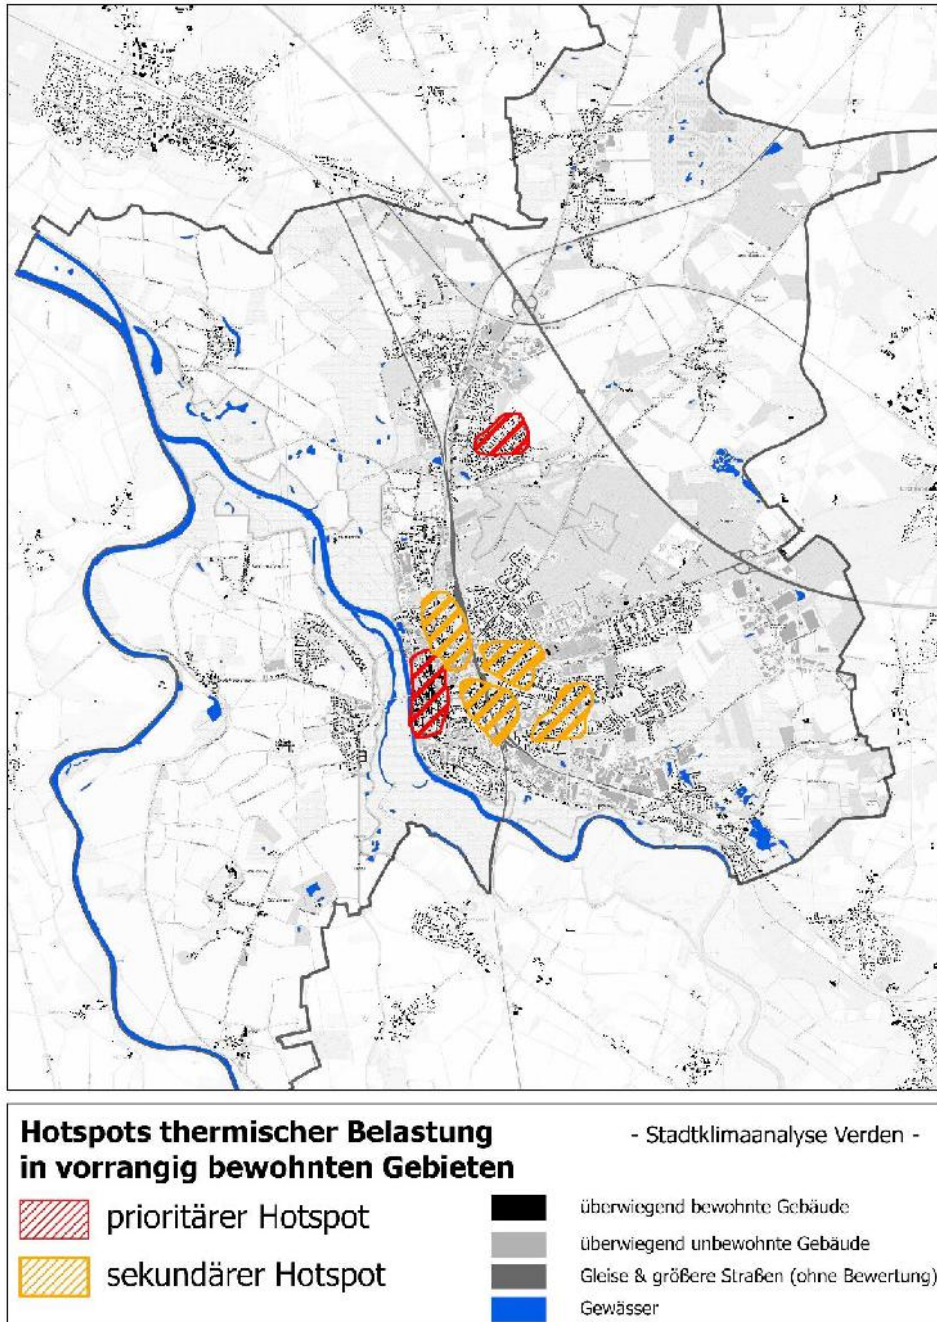 Hotspots thermischer Belastung
in vorrangig bewohnten Gebieten
- Stadtklimaanalyse Verden -
prioritärer Hotspot
sekundärer Hotspot
überwiegend bewohnte Gebäude
überwiegend unbewohnte Gebäude
Gleise & größere Straßen (ohne Bewertung)
Gewässer